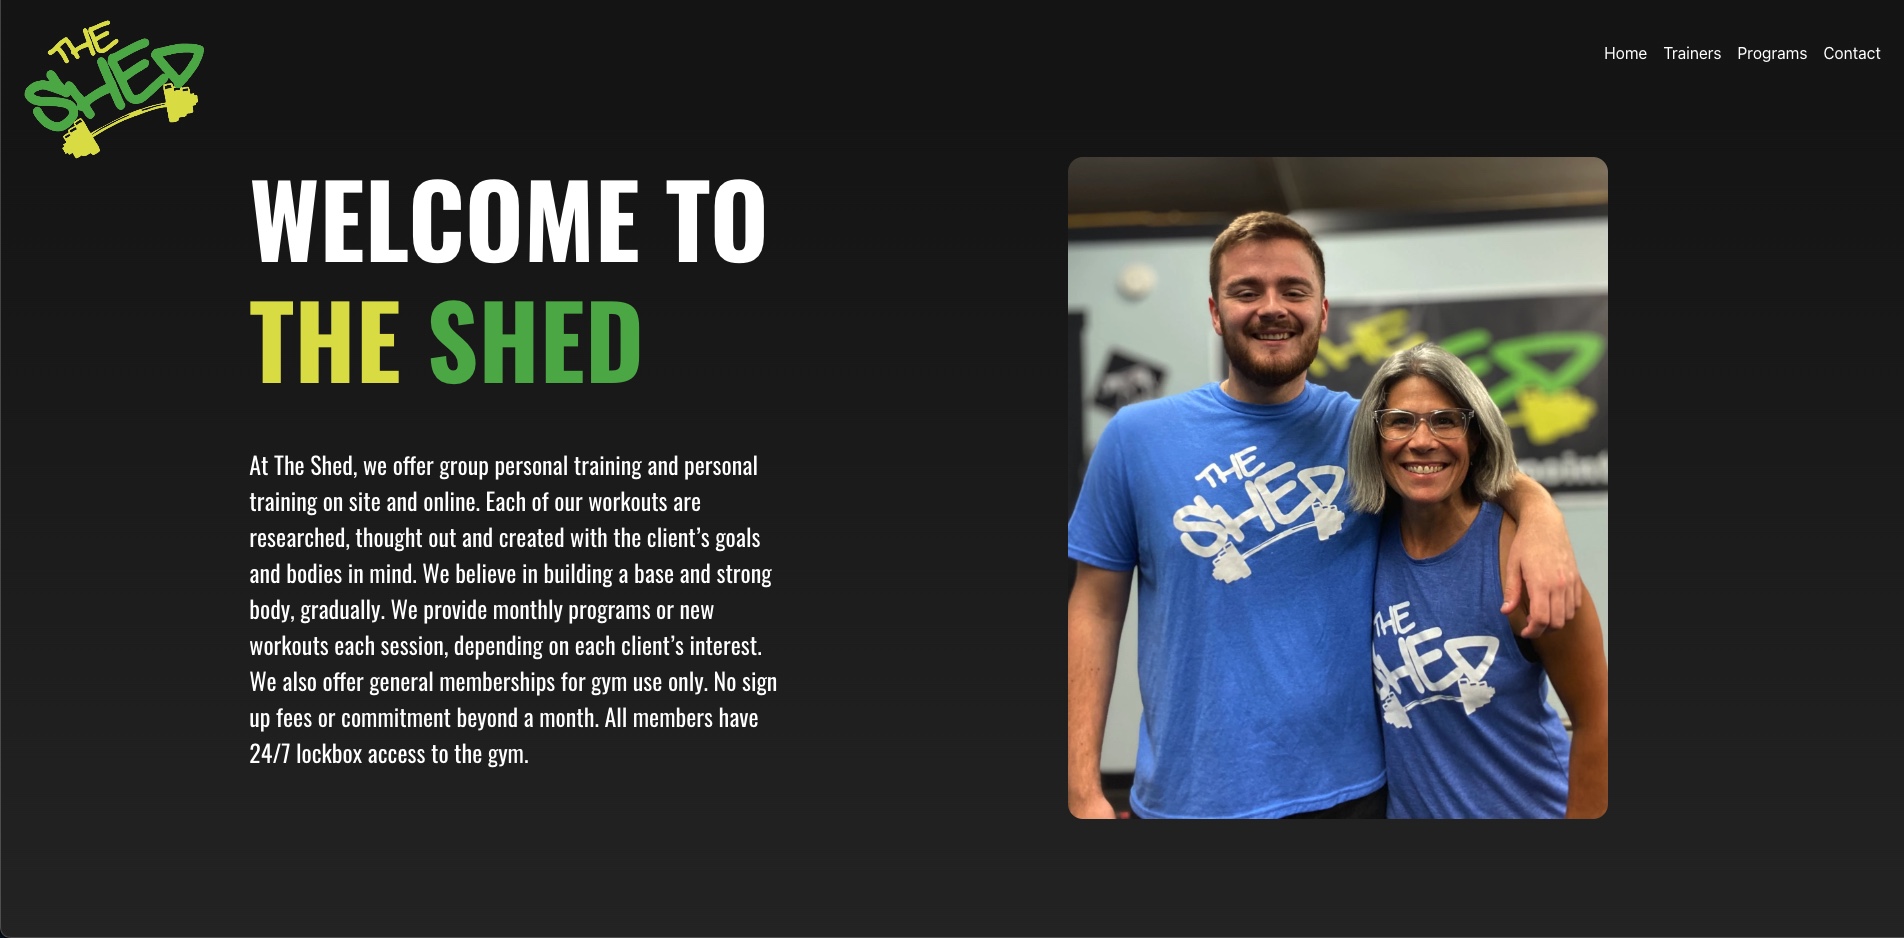 THE
SHED
Home Trainers Programs Contact
WELCOME TO
THE SHED
At The Shed, we offer group personal training and personal
training on site and online. Each of our workouts are
researched, thought out and created with the client’s goals
and bodies in mind. We believe in building a base and strong
body, gradually. We provide monthly programs or new
workouts each session, depending on each client’s interest.
We also offer general memberships for gym use only. No sign
up fees or commitment beyond a month. All members have
24/7 lockbox access to the gym.
THE
THE
SHED
THE
SHED